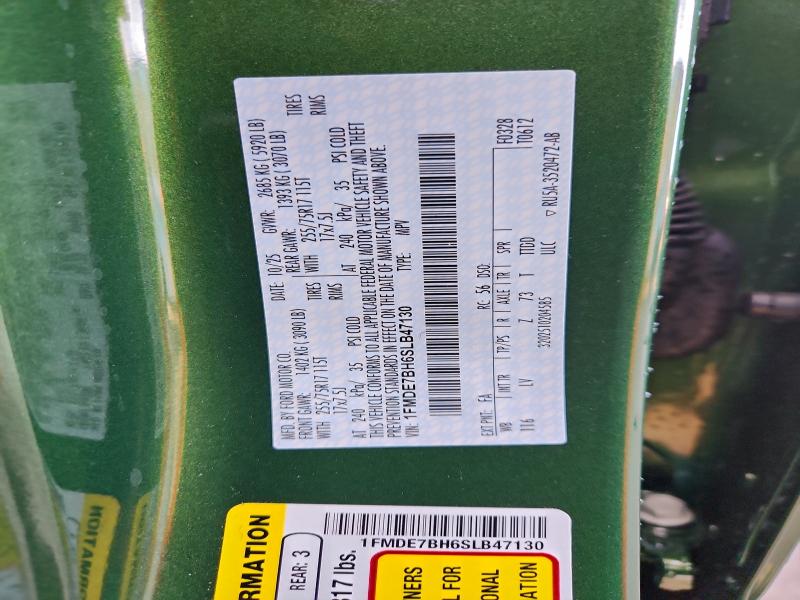 MFD. BY FORD MOTOR CO. DATE: 10/25 GVWR: 2685 KG ( 5920 LB)
FRONT GAWR: 1402 KG ( 3090 LB) REAR GAWR: 1393 KG ( 3070 LB)
WITH 255/75R17 115T TIRES WITH 255/75R17 115T TIRES
17x7.5J RIMS 17x7.5J RIMS
AT 240 kPa/ 35 PSI COLD AT 240 kPa/ 35 PSI COLD
THIS VEHICLE CONFORMS TO ALL APPLICABLE FEDERAL MOTOR VEHICLE SAFETY AND THEFT
PREVENTION STANDARDS IN EFFECT ON THE DATE OF MANUFACTURE SHOWN ABOVE.
VIN: 1FMDE7BH6SLB47130 TYPE: MPV
EXT PNT: FA RC: 56 DSO: F0328
WB INT TR TP/PS R AXLE TR SPR T0612
116 LV Z 73 T TTGO
3202510204585 ULC ▽ RU5A-3520472-AB
RMATION
REAR: 3
317 lbs.
1FMDE7BH6SLB47130
NERS
L FOR
ONAL
ATION